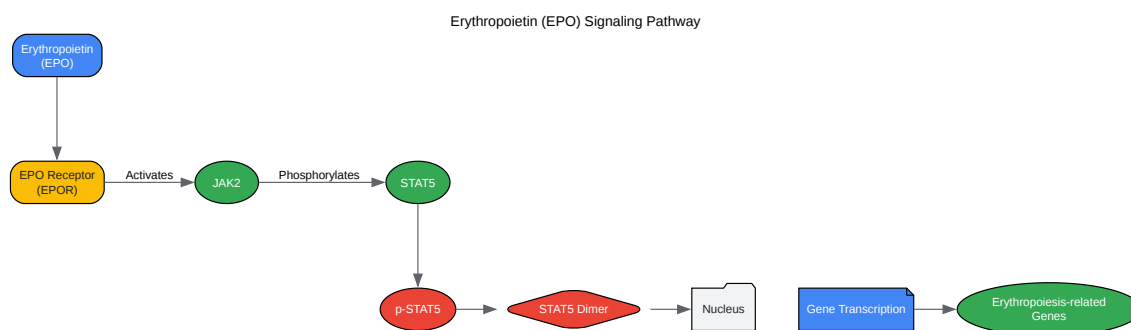 Erythropoietin (EPO) Signaling Pathway
Erythropoietin
(EPO)
EPO Receptor
(EPOR)
Activates
JAK2
Phosphorylates
STAT5
p-STAT5
STAT5 Dimer
Nucleus
Gene Transcription
Erythropoiesis-related
Genes